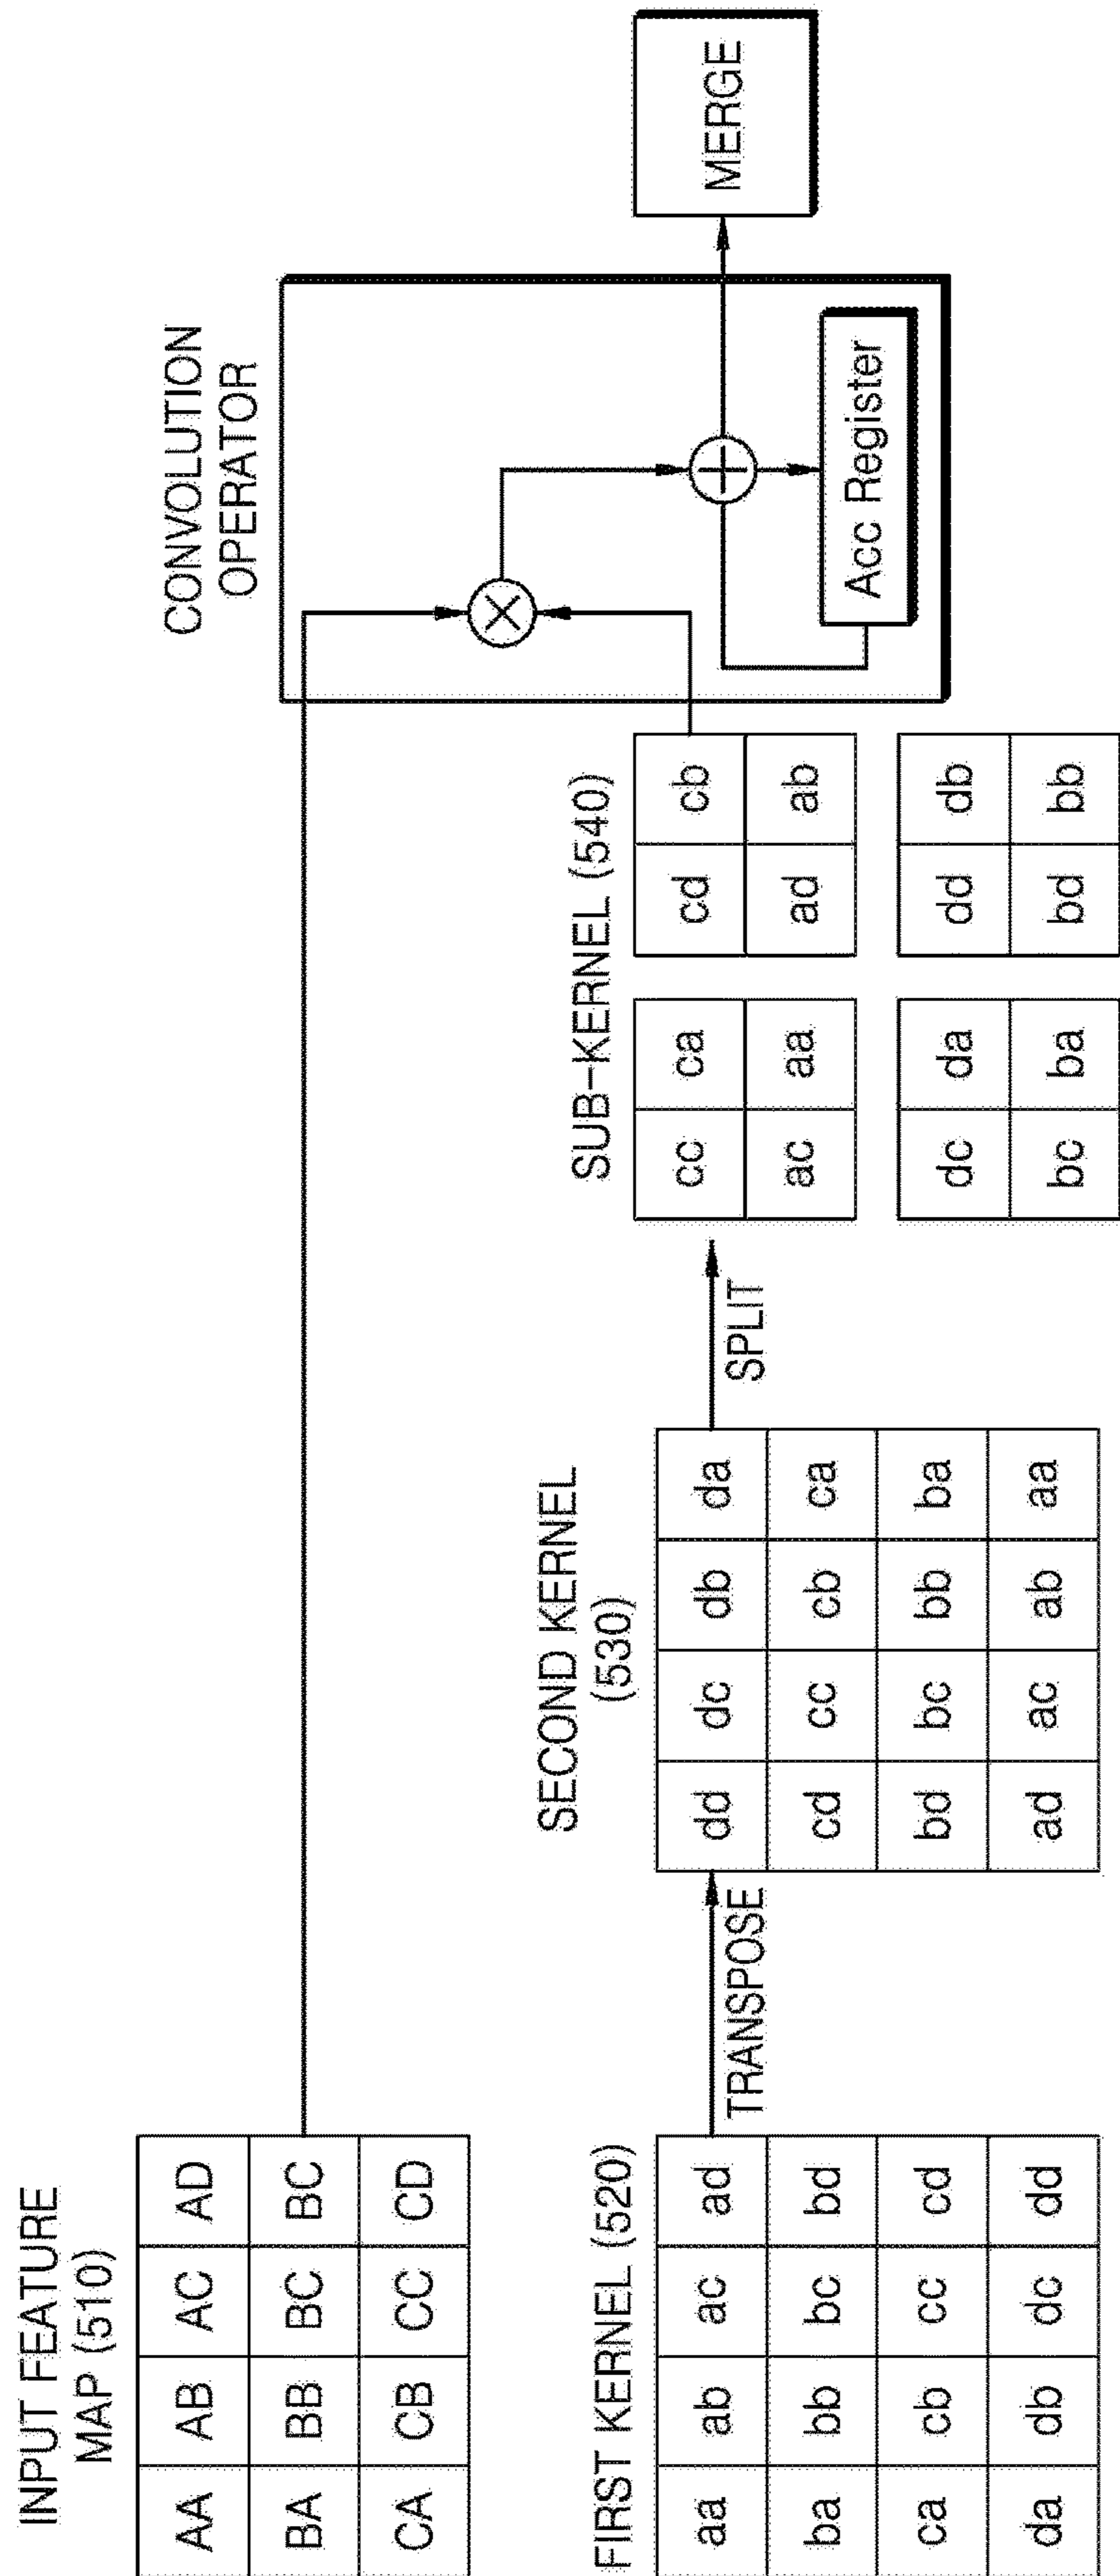 INPUT FEATURE
MAP (510)
AA AB AC AD
BA BB BC BC
CA CB CC CD
FIRST KERNEL (520)
aa ab ac ad
ba bb bc bd
ca cb cc cd
da db dc dd
TRANSPOSE
SECOND KERNEL
(530)
dd dc db da
cd cc cb ca
bd bc bb ba
ad ac ab aa
SPLIT
SUB-KERNEL (540)
cc ca
ac aa
cd cb
ad ab
dc da
bc ba
dd db
bd bb
CONVOLUTION
OPERATOR
Acc Register
MERGE